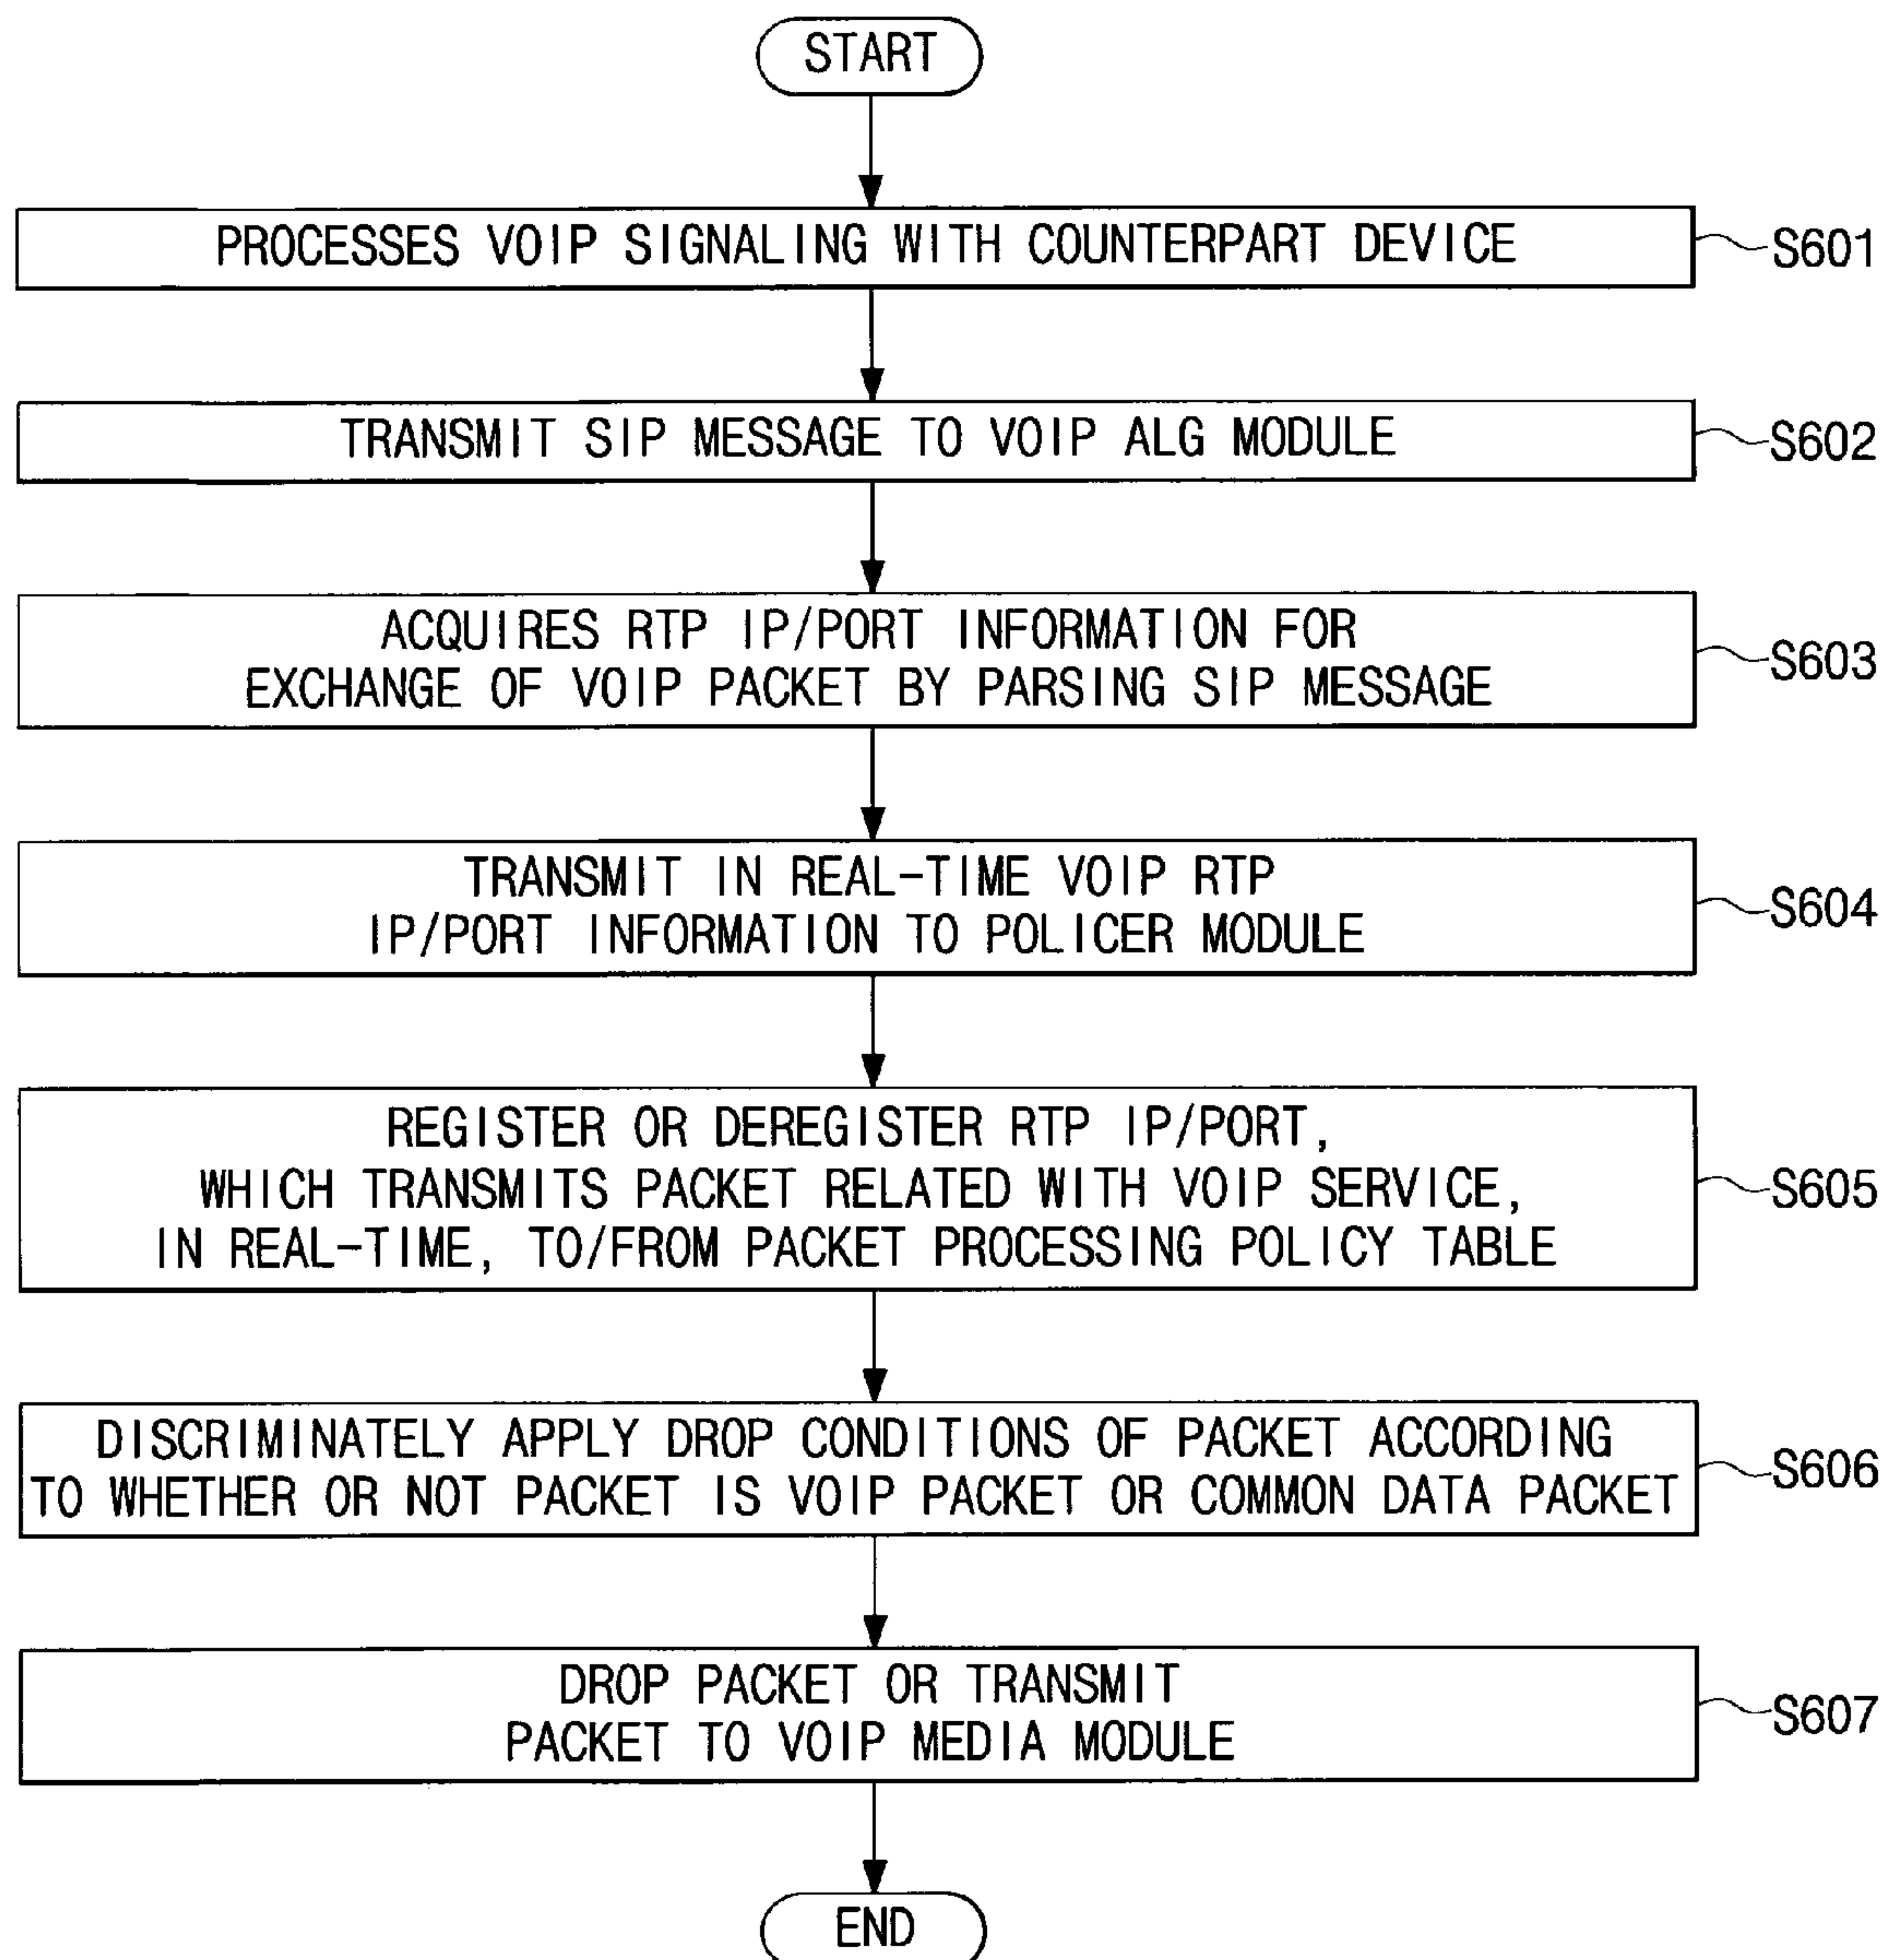 START
PROCESSES VOIP SIGNALING WITH COUNTERPART DEVICE
S601
TRANSMIT SIP MESSAGE TO VOIP ALG MODULE
S602
ACQUIRES RTP IP/PORT INFORMATION FOR
EXCHANGE OF VOIP PACKET BY PARSING SIP MESSAGE
S603
TRANSMIT IN REAL-TIME VOIP RTP
IP/PORT INFORMATION TO POLICER MODULE
S604
REGISTER OR DEREGISTER RTP IP/PORT,
WHICH TRANSMITS PACKET RELATED WITH VOIP SERVICE,
IN REAL-TIME, TO/FROM PACKET PROCESSING POLICY TABLE
S605
DISCRIMINATELY APPLY DROP CONDITIONS OF PACKET ACCORDING
TO WHETHER OR NOT PACKET IS VOIP PACKET OR COMMON DATA PACKET
S606
DROP PACKET OR TRANSMIT
PACKET TO VOIP MEDIA MODULE
S607
END